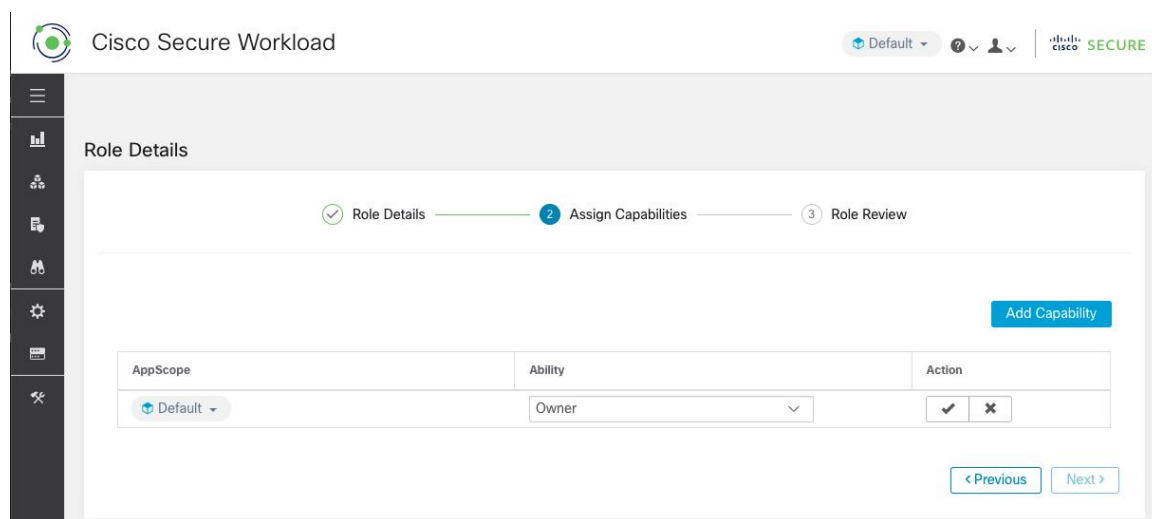 Cisco Secure Workload
Default
cisco SECURE
Role Details
Role Details 2 Assign Capabilities 3 Role Review
Add Capability
AppScope Ability Action
Default Owner
Previous Next